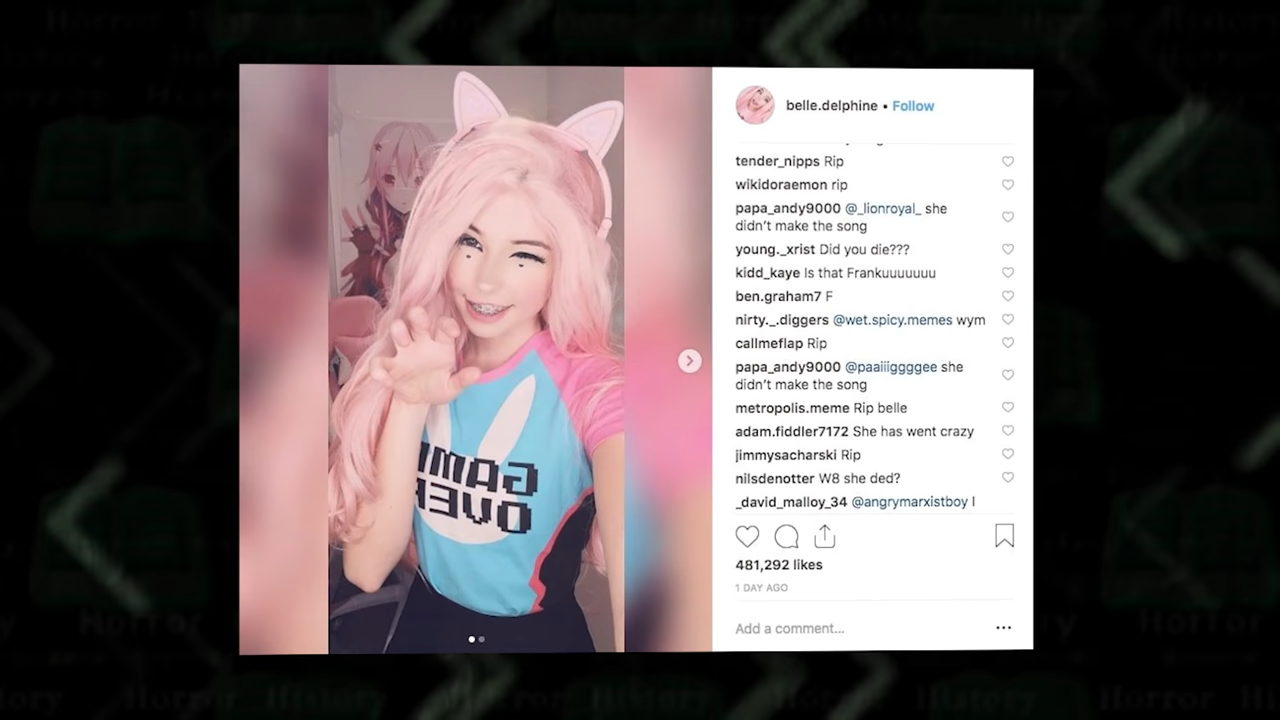 belle.delphine • Follow
tender_nipps Rip
wikidoraemon rip
papa_andy9000 @_lionroyal_ she
didn't make the song
young._xrist Did you die???
kidd_kaye Is that Frankuuuuuuu
ben.graham7 F
nirty._.diggers @wet.spicy.memes wym
callmeflap Rip
papa_andy9000 @paaiiiggggee she
didn't make the song
metropolis.meme Rip belle
adam.fiddler7172 She has went crazy
jimmysacharski Rip
nilsdenotter W8 she ded?
_david_malloy_34 @angrymarxistboy I
481,292 likes
1 DAY AGO
Add a comment...
GAME
OVER
Horror
History